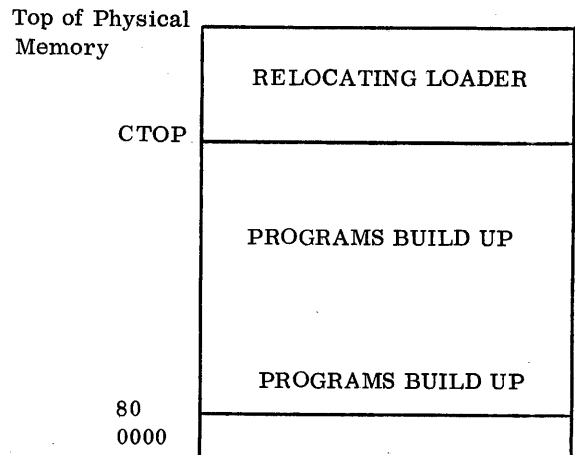 Top of Physical
Memory
RELOCATING LOADER
CTOP
PROGRAMS BUILD UP
PROGRAMS BUILD UP
80
0000